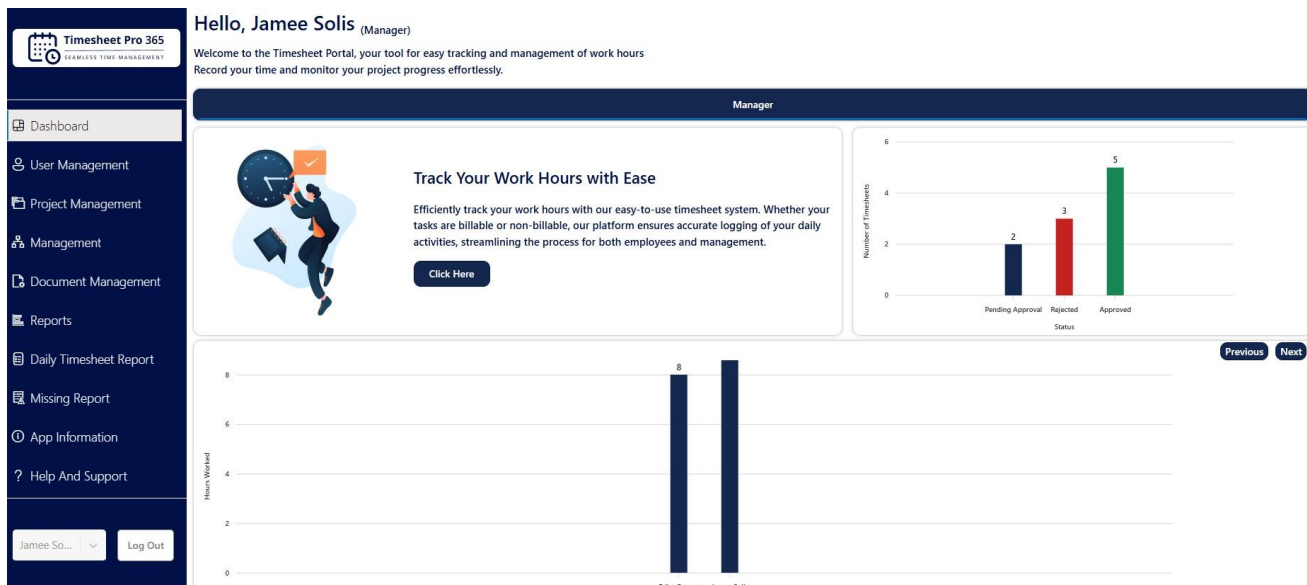 Timesheet Pro 365
SEAMLESS TIME MANAGEMENT
Dashboard
User Management
Project Management
Management
Document Management
Reports
Daily Timesheet Report
Missing Report
App Information
? Help And Support
Jamee So...
Log Out
Hello, Jamee Solis (Manager)
Welcome to the Timesheet Portal, your tool for easy tracking and management of work hours
Record your time and monitor your project progress effortlessly.
Manager
Track Your Work Hours with Ease
Efficiently track your work hours with our easy-to-use timesheet system. Whether your
tasks are billable or non-billable, our platform ensures accurate logging of your daily
activities, streamlining the process for both employees and management.
Click Here
Number of Timesheets
6
4
2
0
2
3
5
Pending Approval Rejected Approved
Status
Previous Next
Hours Worked
8
6
4
2
0
8